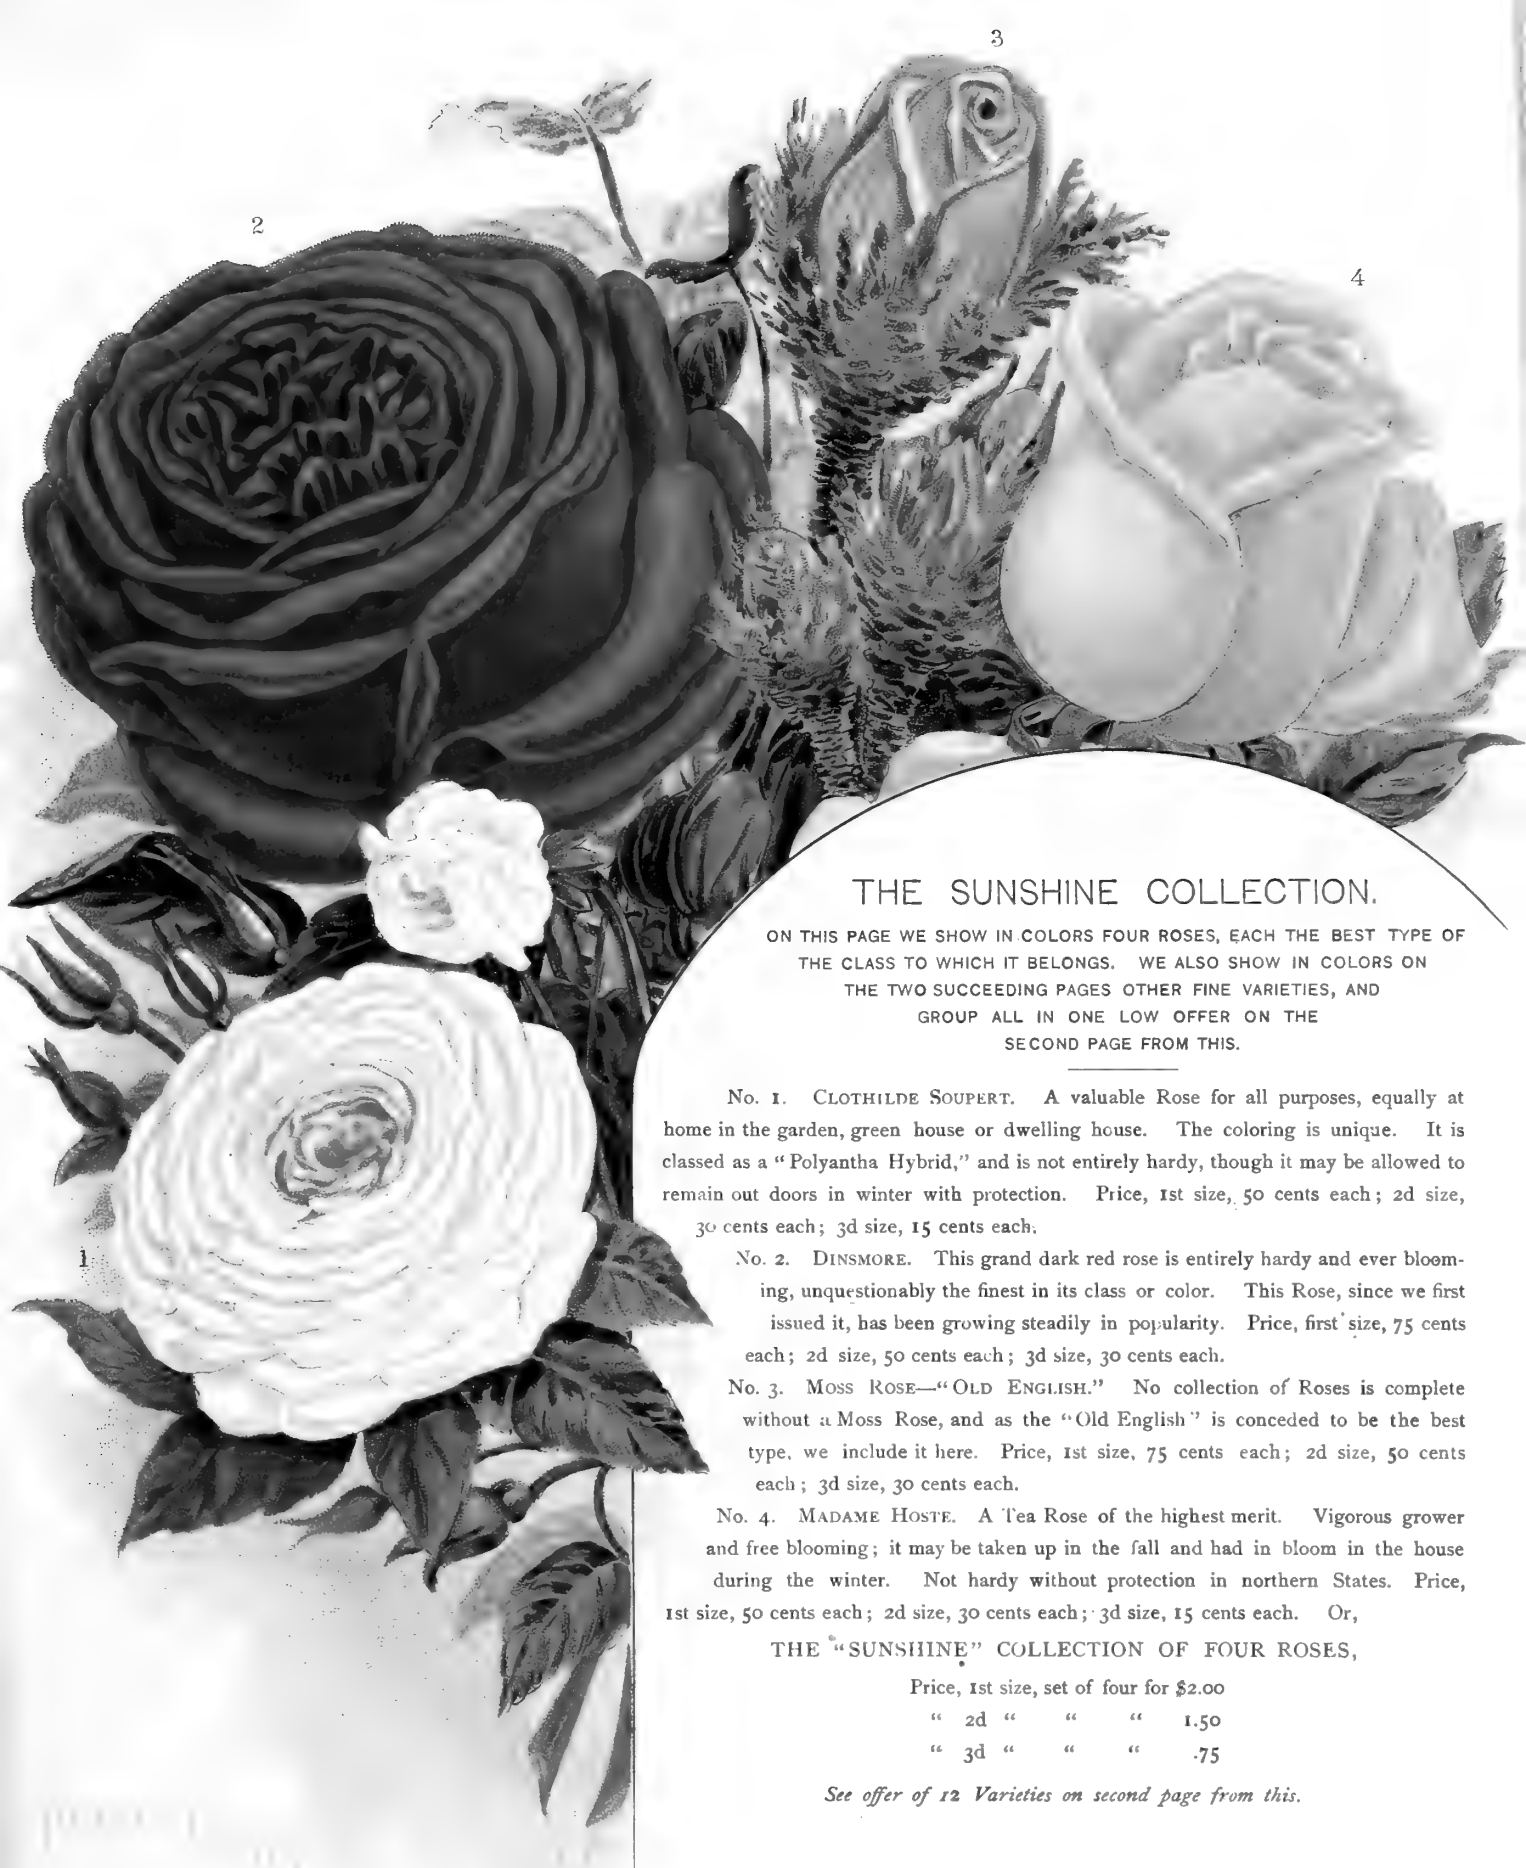 3
2
4
THE SUNSHINE COLLECTION.
ON THIS PAGE WE SHOW IN COLORS FOUR ROSES, EACH THE BEST TYPE OF
THE CLASS TO WHICH IT BELONGS. WE ALSO SHOW IN COLORS ON
THE TWO SUCCEEDING PAGES OTHER FINE VARIETIES, AND
GROUP ALL IN ONE LOW OFFER ON THE
SECOND PAGE FROM THIS.
No. 1. CLOTHILDE SOUPERT. A valuable Rose for all purposes, equally at
home in the garden, green house or dwelling house. The coloring is unique. It is
classed as a “Polyantha Hybrid,” and is not entirely hardy, though it may be allowed to
remain out doors in winter with protection. Price, 1st size, 50 cents each; 2d size,
30 cents each; 3d size, 15 cents each.
1
No. 2. DINSMORE. This grand dark red rose is entirely hardy and ever bloom-
ing, unquestionably the finest in its class or color. This Rose, since we first
issued it, has been growing steadily in popularity. Price, first size, 75 cents
each; 2d size, 50 cents each; 3d size, 30 cents each.
No. 3. MOSS ROSE—“OLD ENGLISH.” No collection of Roses is complete
without a Moss Rose, and as the “Old English” is conceded to be the best
type, we include it here. Price, 1st size, 75 cents each; 2d size, 50 cents
each; 3d size, 30 cents each.
No. 4. MADAME HOSTE. A Tea Rose of the highest merit. Vigorous grower
and free blooming; it may be taken up in the fall and had in bloom in the house
during the winter. Not hardy without protection in northern States. Price,
1st size, 50 cents each; 2d size, 30 cents each; 3d size, 15 cents each. Or,
THE “SUNSHINE” COLLECTION OF FOUR ROSES,
Price, 1st size, set of four for $2.00
“ 2d “ “ “ 1.50
“ 3d “ “ “ .75
See offer of 12 Varieties on second page from this.